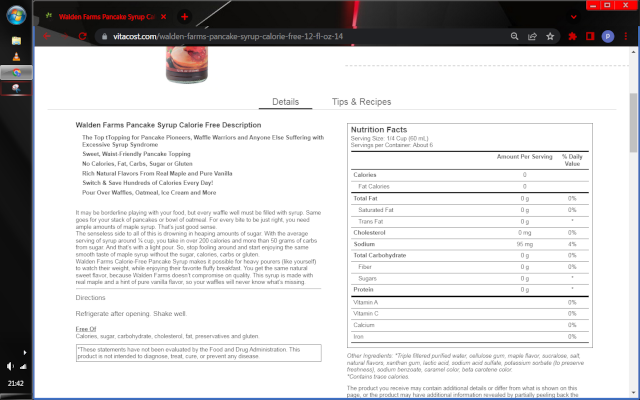 Walden Farms Pancake Syrup Cal
vitacost.com/walden-farms-pancake-syrup-calorie-free-12-fl-oz-14
Details
Tips & Recipes
Walden Farms Pancake Syrup Calorie Free Description
The Top tTopping for Pancake Pioneers, Waffle Warriors and Anyone Else Suffering with
Excessive Syrup Syndrome
Sweet, Waist-Friendly Pancake Topping
No Calories, Fat, Carbs, Sugar or Gluten
Rich Natural Flavors From Real Maple and Pure Vanilla
Switch & Save Hundreds of Calories Every Day!
Pour Over Waffles, Oatmeal, Ice Cream and More
It may be borderline playing with your food, but every waffle well must be filled with syrup. Same
goes for your stack of pancakes or bowl of oatmeal. For every bite to be just right, you need
ample amounts of maple syrup. That's just good sense.
The senseless side to all of this is drowning in heaping amounts of sugar. With the average
serving of syrup around ¼ cup, you take in over 200 calories and more than 50 grams of carbs
from sugar. And that's with a light pour. So, stop fooling around and start enjoying the same
smooth taste of maple syrup without the sugar, calories, carbs or gluten.
Walden Farms Calorie-Free Pancake Syrup makes it possible for heavy pourers (like yourself)
to watch their weight, while enjoying their favorite fluffy breakfast. You get the same natural
sweet flavor, because Walden Farms doesn't compromise on quality. This syrup is made with
real maple and a hint of pure vanilla flavor, so your waffles will never know what's missing.
Directions
Refrigerate after opening. Shake well.
Free Of
Calories, sugar, carbohydrate, cholesterol, fat, preservatives and gluten.
*These statements have not been evaluated by the Food and Drug Administration. This
product is not intended to diagnose, treat, cure, or prevent any disease.
Nutrition Facts
Serving Size: 1/4 Cup (60 mL)
Servings per Container: About 6
Amount Per Serving % Daily
Value
Calories 0
Fat Calories 0
Total Fat 0 g 0%
Saturated Fat 0 g 0%
Trans Fat 0 g *
Cholesterol 0 mg 0%
Sodium 95 mg 4%
Total Carbohydrate 0 g 0%
Fiber 0 g 0%
Sugars 0 g *
Protein 0 g *
Vitamin A 0%
Vitamin C 0%
Calcium 0%
Iron 0%
Other Ingredients: *Triple filtered purified water, cellulose gum, maple flavor, sucralose, salt,
natural flavors, xanthan gum, lactic acid, sodium acid sulfate, potassium sorbate (to preserve
freshness), sodium benzoate, caramel color, beta carotene color.
*Contains trace calories.
The product you receive may contain additional details or differ from what is shown on this
page, or the product may have additional information revealed by partially peeling back the
21:42